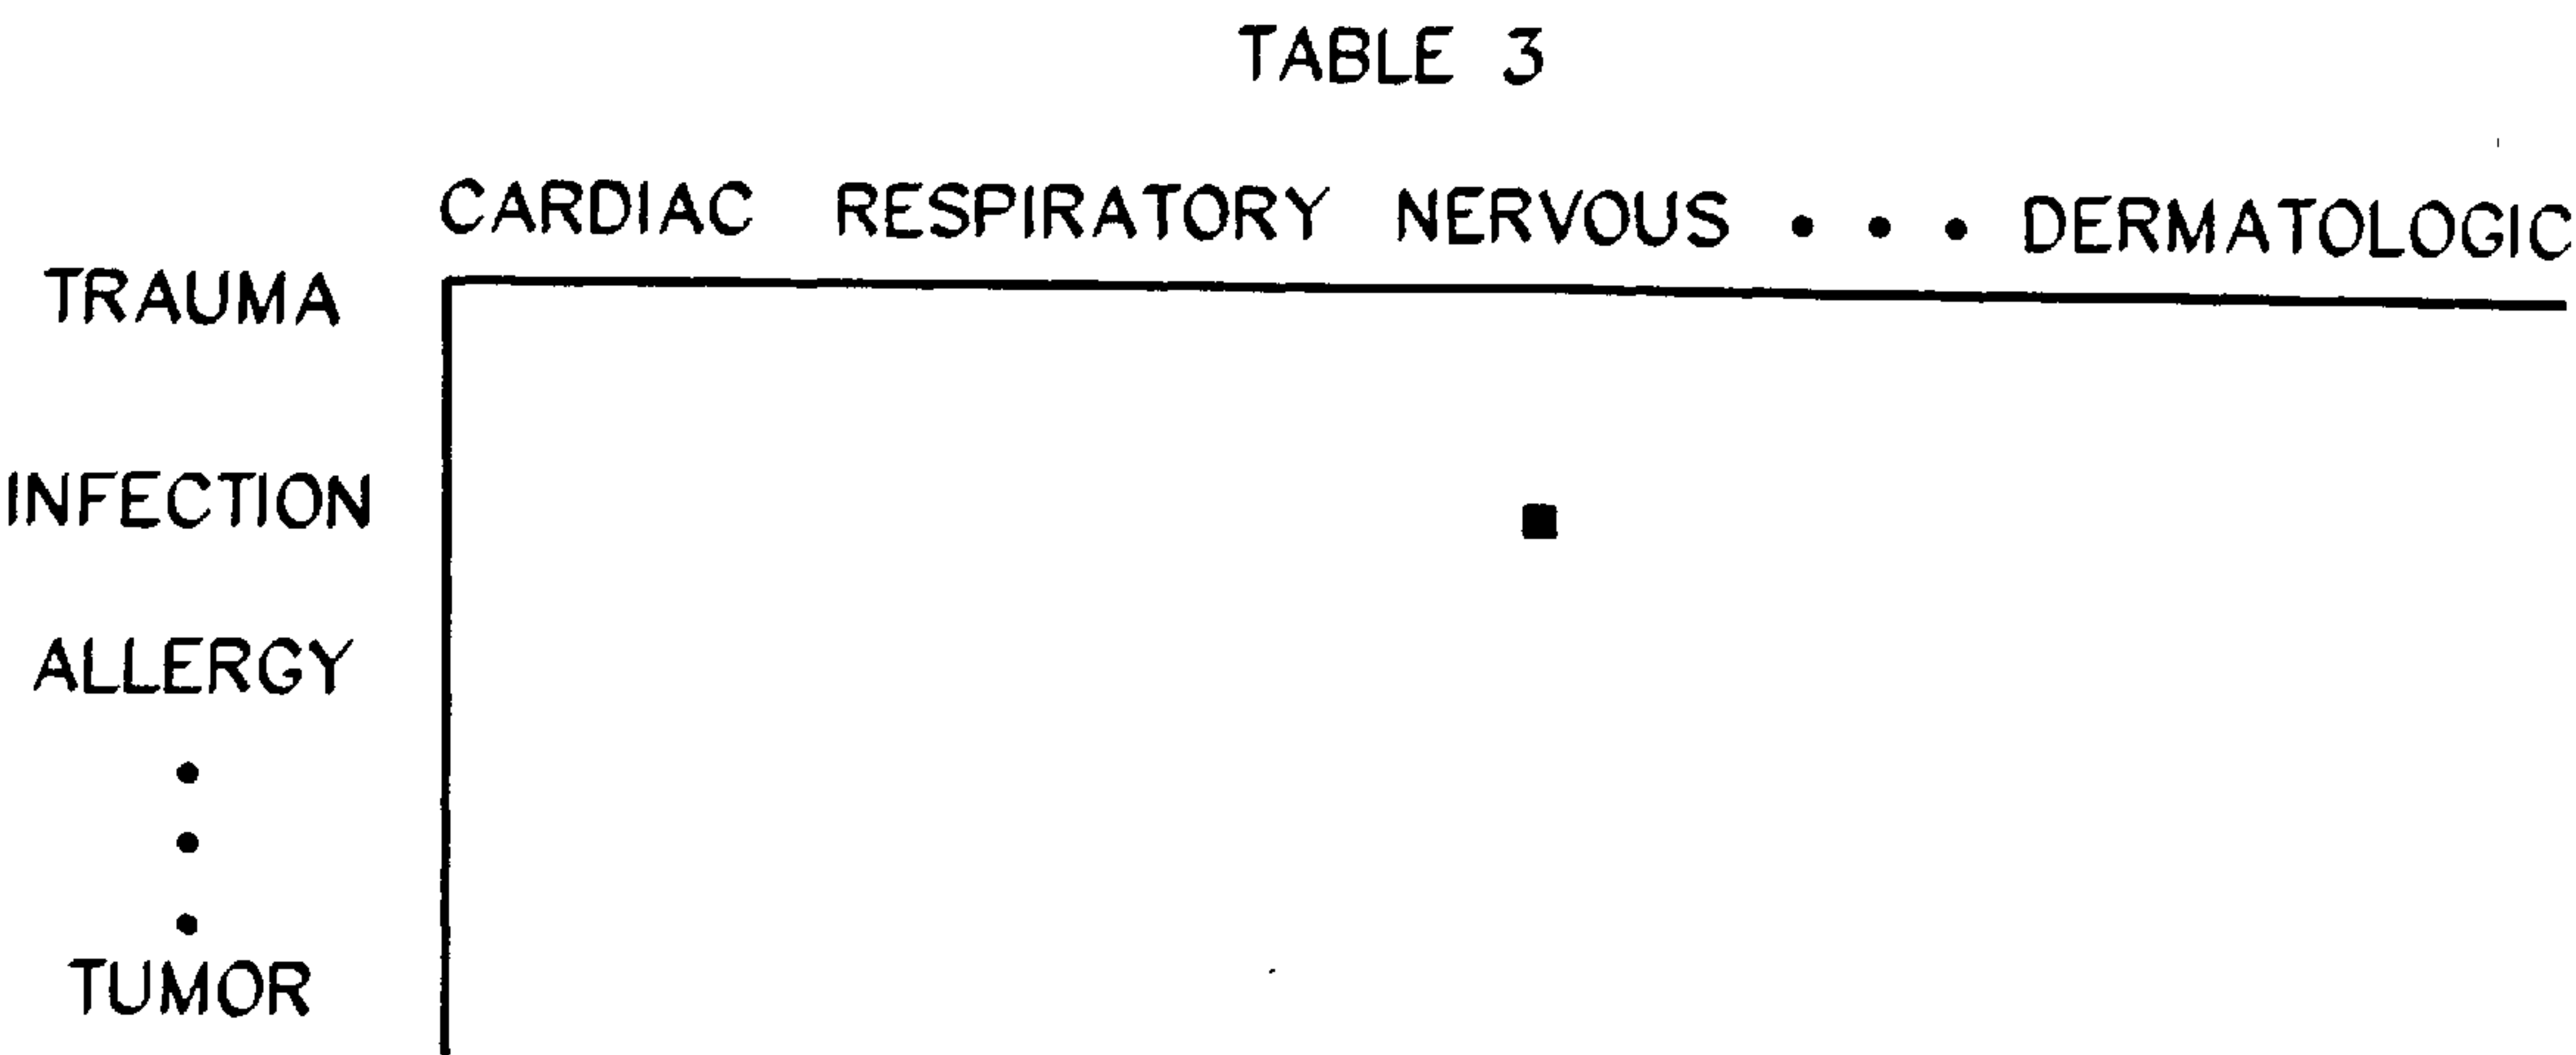 TABLE 3
CARDIAC RESPIRATORY NERVOUS • • • DERMATOLOGIC
TRAUMA
INFECTION
ALLERGY
•
•
•
TUMOR